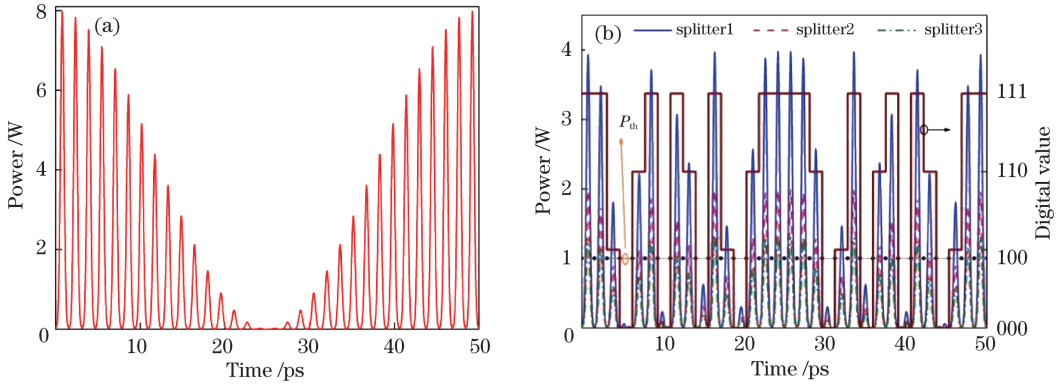 (a)
Power /W
8
6
4
2
0
10
20
30
40
50
Time /ps
(b)
splitter1
splitter2
splitter3
Power /W
4
3
2
1
0
P_th
111
110
100
000
Digital value
10
20
30
40
50
Time /ps